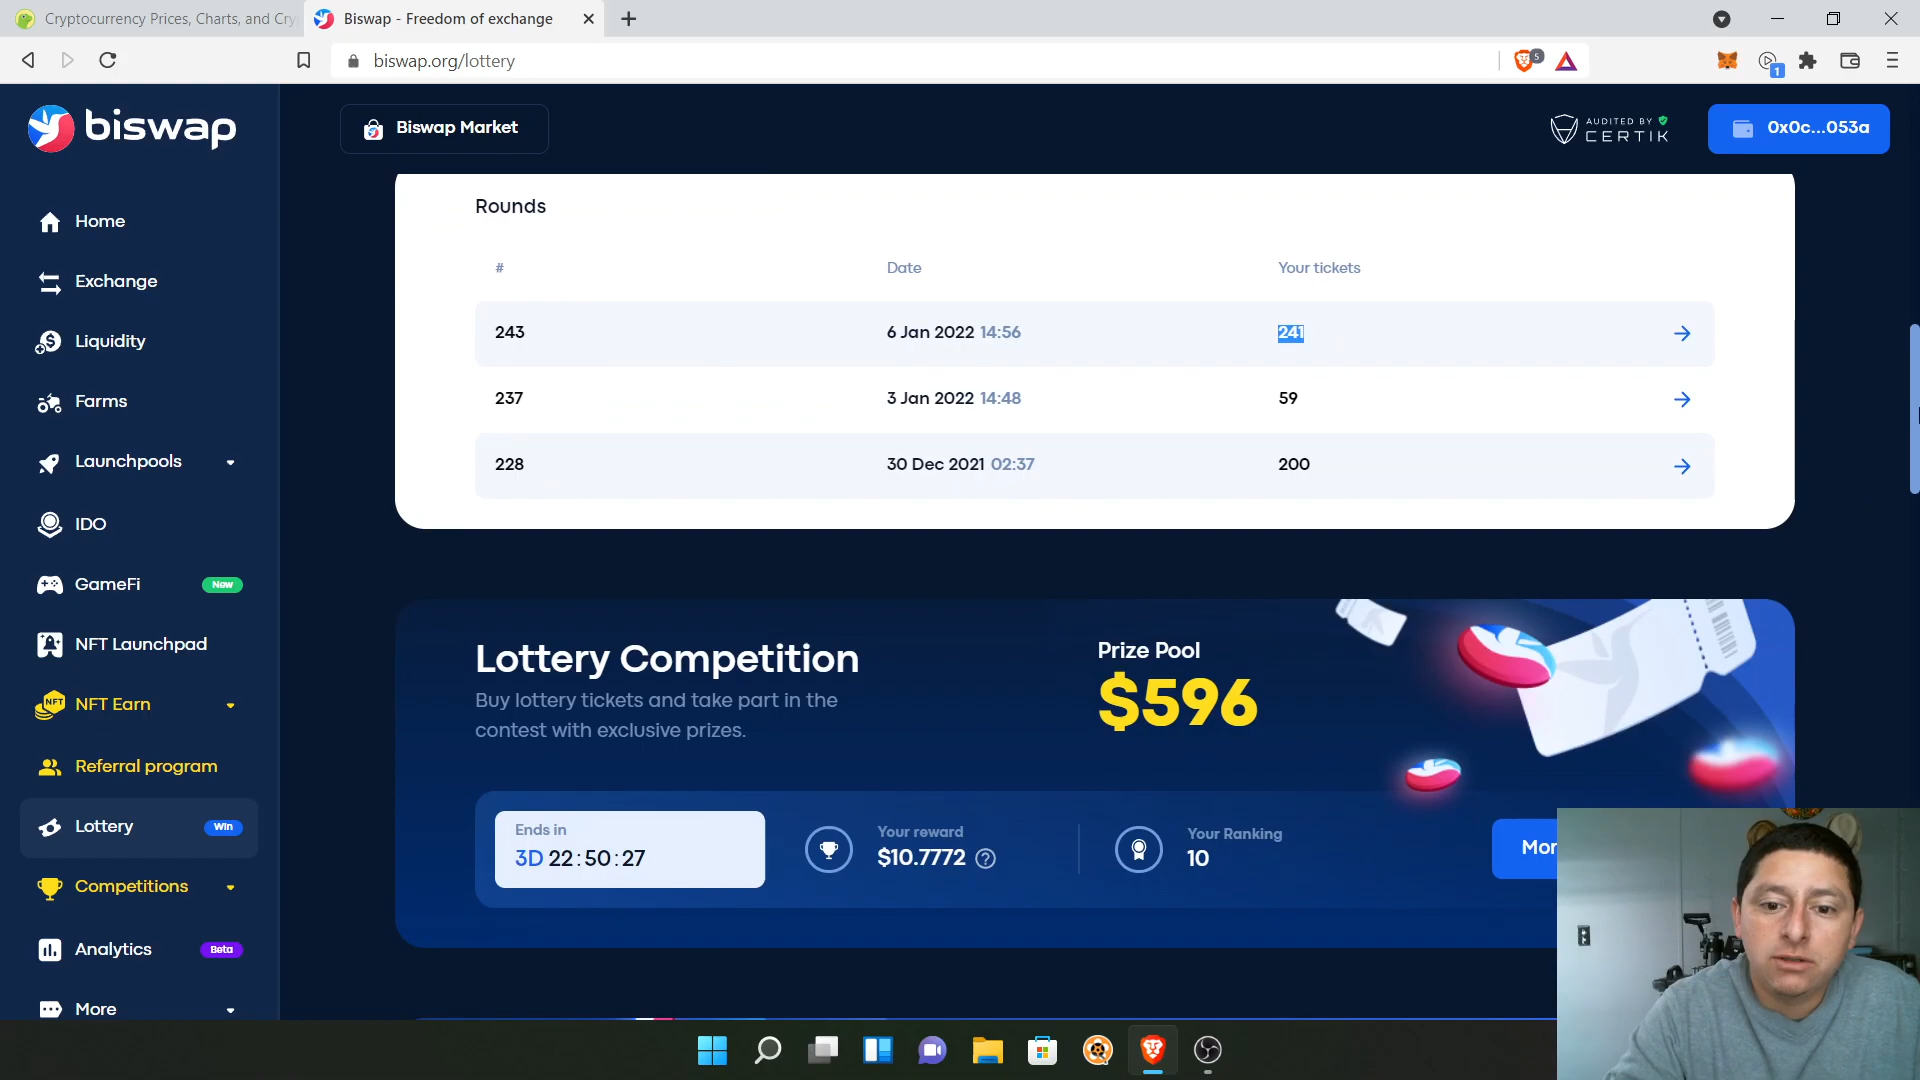 Cryptocurrency Prices, Charts, and Cry
Biswap - Freedom of exchange
biswap.org/lottery
5
1
biswap
Biswap Market
AUDITED BY
CERTIK
0x0c...053a
Home
Exchange
Liquidity
Farms
Launchpools
IDO
GameFi
New
NFT Launchpad
NFT
NFT Earn
Referral program
Lottery
Win
Competitions
Analytics
Beta
More
Rounds
# Date Your tickets
243 6 Jan 2022 14:56 241
237 3 Jan 2022 14:48 59
228 30 Dec 2021 02:37 200
Lottery Competition
Buy lottery tickets and take part in the
contest with exclusive prizes.
Prize Pool
$596
Ends in
3D 22:50:27
Your reward
$10.7772 ?
Your Ranking
10
Mor